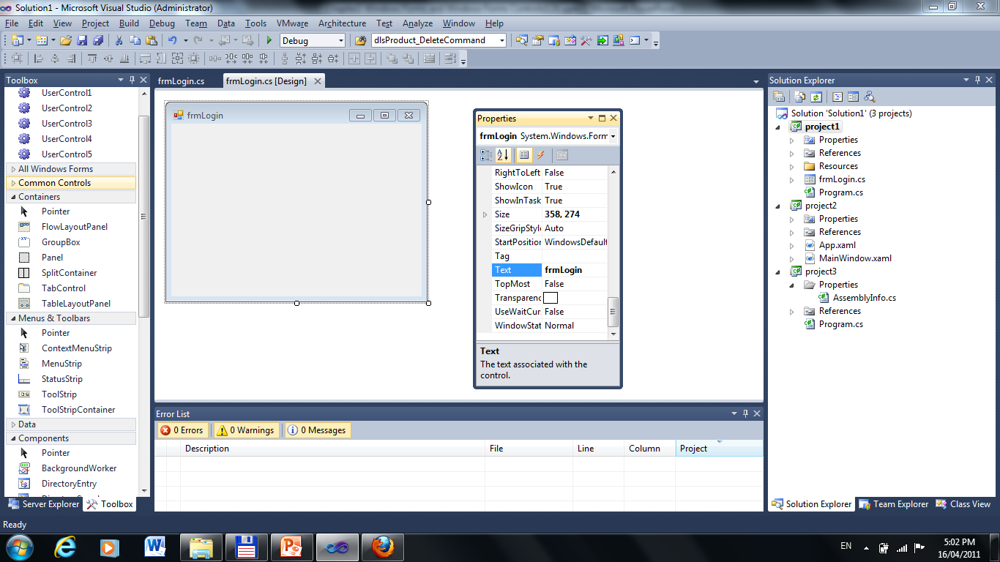 Solution1 - Microsoft Visual Studio (Administrator)
File Edit View Project Build Debug Team Data Tools VMware Architecture Test Analyze Window Help
Debug dlsProduct_DeleteCommand
Toolbox
UserControl1
UserControl2
UserControl3
UserControl4
UserControl5
All Windows Forms
Common Controls
Containers
Pointer
FlowLayoutPanel
GroupBox
Panel
SplitContainer
TabControl
TableLayoutPanel
Menus & Toolbars
Pointer
ContextMenuStrip
MenuStrip
StatusStrip
ToolStrip
ToolStripContainer
Data
Components
Pointer
BackgroundWorker
DirectoryEntry
Server Explorer Toolbox
frmLogin.cs frmLogin.cs [Design]
frmLogin
Properties
frmLogin System.Windows.Form
RightToLeft False
ShowIcon True
ShowInTask True
Size 358, 274
SizeGripStyle Auto
StartPosition WindowsDefault
Tag
Text frmLogin
TopMost False
Transparenc
UseWaitCur False
WindowStat Normal
Text
The text associated with the
control.
Error List
0 Errors 0 Warnings 0 Messages
Description File Line Column Project
Solution Explorer
Solution 'Solution1' (3 projects)
project1
Properties
References
Resources
frmLogin.cs
Program.cs
project2
Properties
References
App.xaml
MainWindow.xaml
project3
Properties
AssemblyInfo.cs
References
Program.cs
Solution Explorer Team Explorer Class View
Ready
EN
5:02 PM
16/04/2011